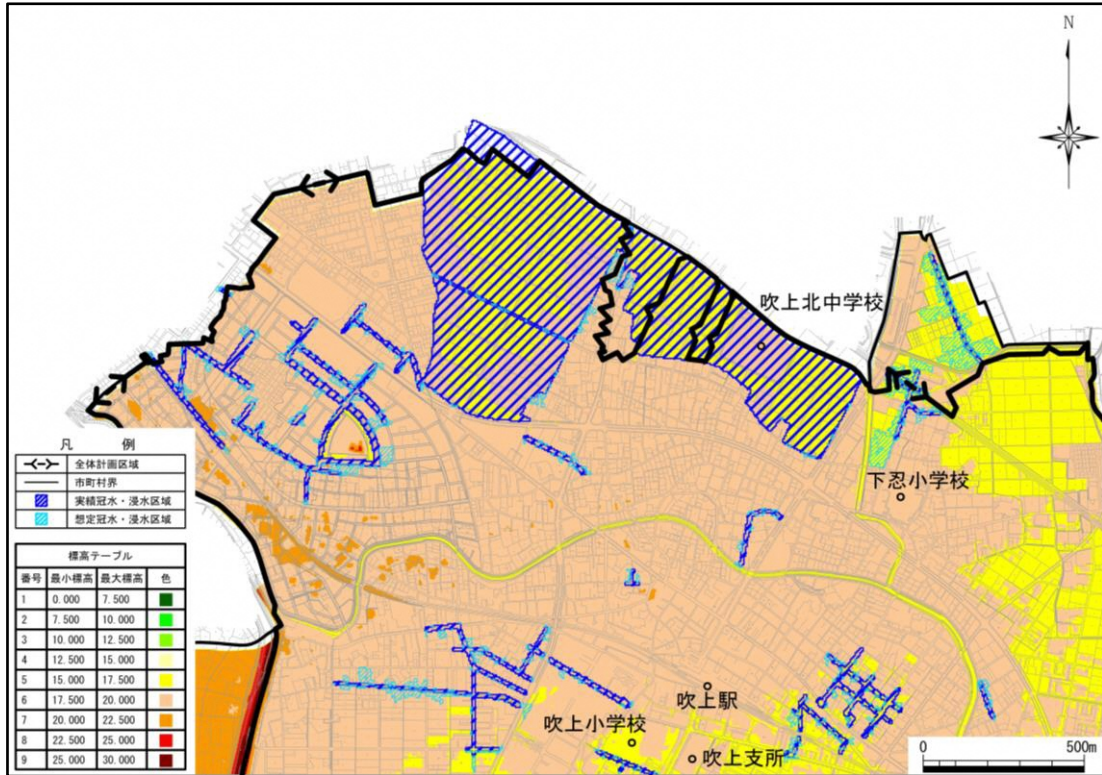 N
吹上北中学校
下忍小学校
吹上駅
吹上小学校
吹上支所
0 500m
凡 例
全体計画区域
市町村界
実績冠水・浸水区域
想定冠水・浸水区域
標高テーブル
番号 最小標高 最大標高 色
1 0.000 7.500
2 7.500 10.000
3 10.000 12.500
4 12.500 15.000
5 15.000 17.500
6 17.500 20.000
7 20.000 22.500
8 22.500 25.000
9 25.000 30.000